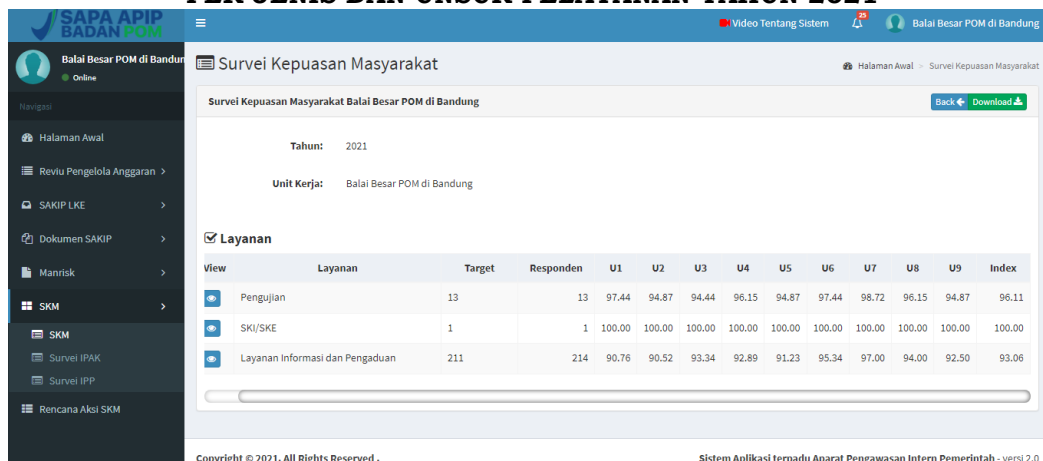 PER JENIS DAN UNSUR PELAYANAN TAHUN 2021
SAPA APIP
BADAN POM
Video Tentang Sistem
25
Balai Besar POM di Bandung
Balai Besar POM di Bandun
Online
Survei Kepuasan Masyarakat
Halaman Awal > Survei Kepuasan Masyarakat
Navigasi
Halaman Awal
Reviu Pengelola Anggaran
SAKIP LKE
Dokumen SAKIP
Manrisk
SKM
SKM
Survei IPAK
Survei IPP
Rencana Aksi SKM
Survei Kepuasan Masyarakat Balai Besar POM di Bandung
Back Download
Tahun: 2021
Unit Kerja: Balai Besar POM di Bandung
Layanan
View Layanan Target Responden U1 U2 U3 U4 U5 U6 U7 U8 U9 Index
Pengujian 13 13 97.44 94.87 94.44 96.15 94.87 97.44 98.72 96.15 94.87 96.11
SKI/SKE 1 1 100.00 100.00 100.00 100.00 100.00 100.00 100.00 100.00 100.00 100.00
Layanan Informasi dan Pengaduan 211 214 90.76 90.52 93.34 92.89 91.23 95.34 97.00 94.00 92.50 93.06
Copyright © 2021. All Rights Reserved .
Sistem Aplikasi terpadu Aparat Pengawasan Intern Pemerintah - versi 2.0